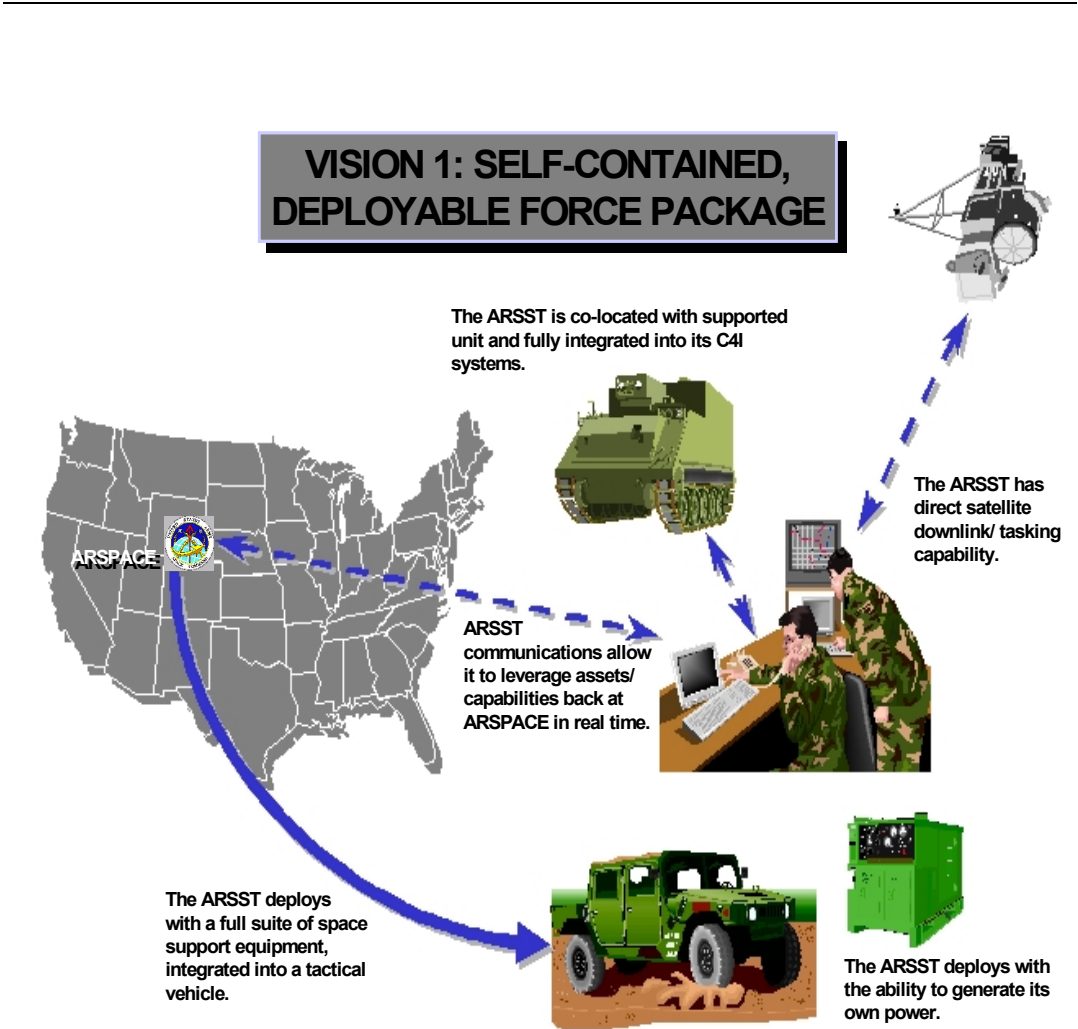 VISION 1: SELF-CONTAINED,
DEPLOYABLE FORCE PACKAGE
The ARSST is co-located with supported
unit and fully integrated into its C4I
systems.
The ARSST has
direct satellite
downlink/ tasking
capability.
ARSPACE
ARSST
communications allow
it to leverage assets/
capabilities back at
ARSPACE in real time.
The ARSST deploys
with a full suite of space
support equipment,
integrated into a tactical
vehicle.
The ARSST deploys with
the ability to generate its
own power.